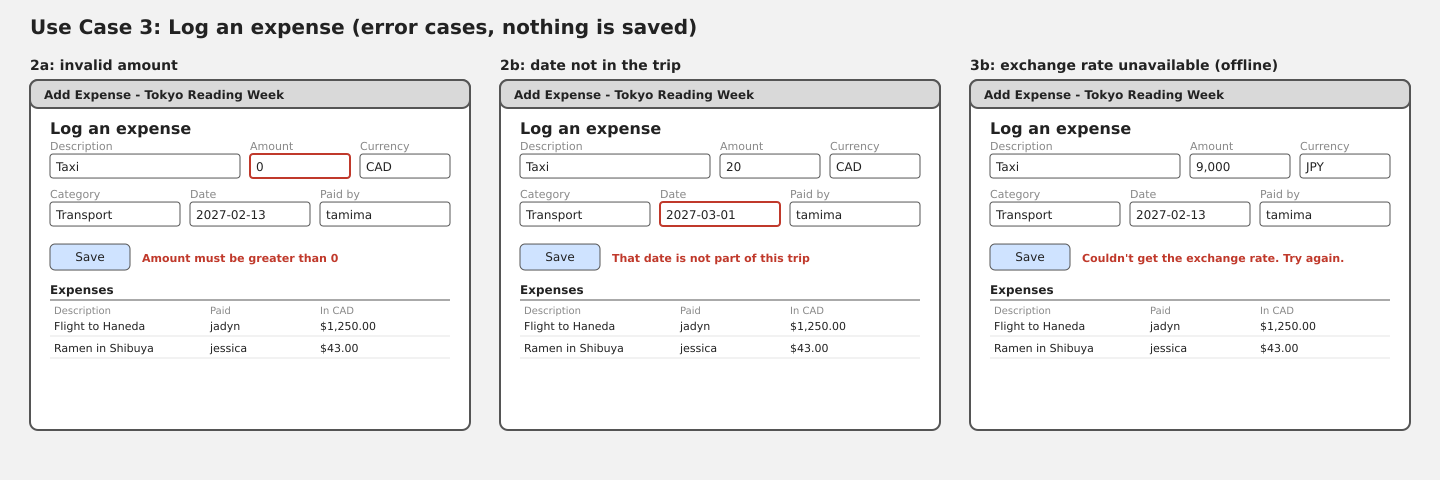 Use Case 3: Log an expense (error cases, nothing is saved)
2a: invalid amount
Add Expense - Tokyo Reading Week
Log an expense
Description Amount Currency
Taxi 0 CAD
Category Date Paid by
Transport 2027-02-13 tamima
Save Amount must be greater than 0
Expenses
Description Paid In CAD
Flight to Haneda jadyn $1,250.00
Ramen in Shibuya jessica $43.00
2b: date not in the trip
Add Expense - Tokyo Reading Week
Log an expense
Description Amount Currency
Taxi 20 CAD
Category Date Paid by
Transport 2027-03-01 tamima
Save That date is not part of this trip
Expenses
Description Paid In CAD
Flight to Haneda jadyn $1,250.00
Ramen in Shibuya jessica $43.00
3b: exchange rate unavailable (offline)
Add Expense - Tokyo Reading Week
Log an expense
Description Amount Currency
Taxi 9,000 JPY
Category Date Paid by
Transport 2027-02-13 tamima
Save Couldn't get the exchange rate. Try again.
Expenses
Description Paid In CAD
Flight to Haneda jadyn $1,250.00
Ramen in Shibuya jessica $43.00